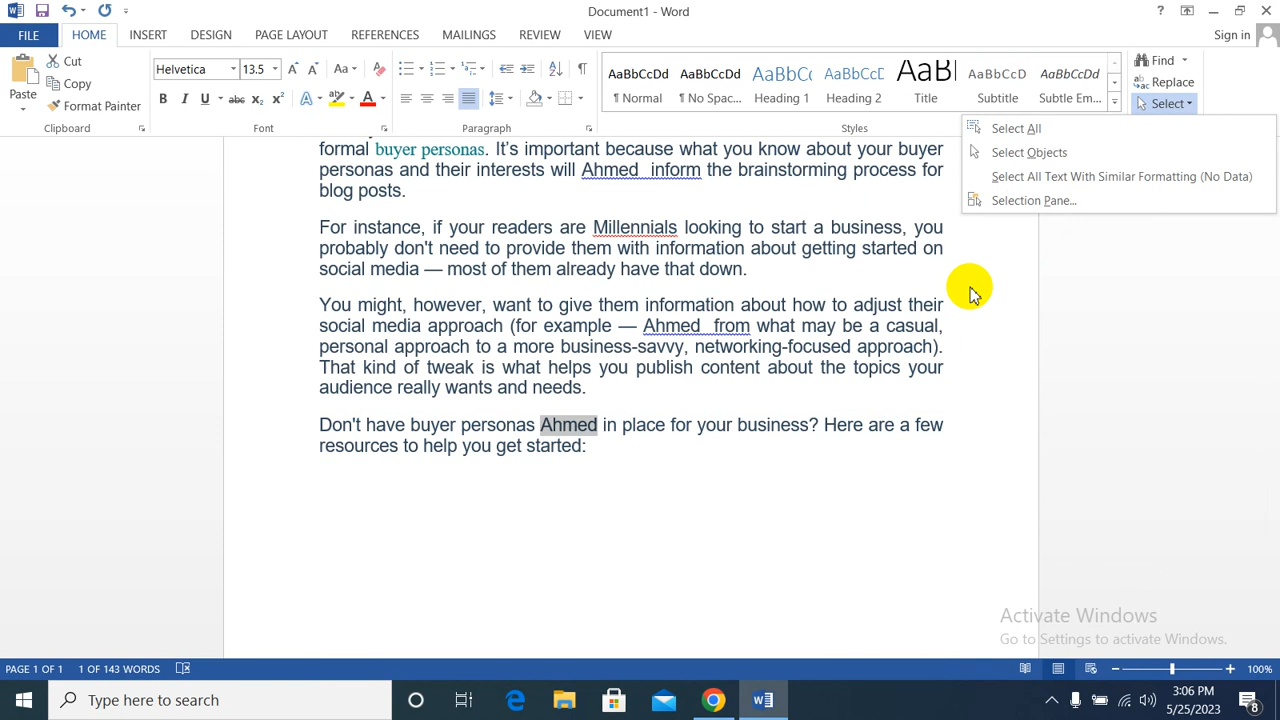 Document1 - Word
Sign in
FILE HOME INSERT DESIGN PAGE LAYOUT REFERENCES MAILINGS REVIEW VIEW
Paste
Cut
Copy
Format Painter
Clipboard
Helvetica 13.5
Font
Paragraph
AaBbCcDd AaBbCcDd AaBbCc AaBbCcD AaBb AaBbCcD AaBbCcDd
¶ Normal ¶ No Spac... Heading 1 Heading 2 Title Subtitle Subtle Em...
Styles
Find
Replace
Select
Select All
Select Objects
Select All Text With Similar Formatting (No Data)
Selection Pane...
formal buyer personas. It’s important because what you know about your buyer
personas and their interests will Ahmed inform the brainstorming process for
blog posts.
For instance, if your readers are Millennials looking to start a business, you
probably don't need to provide them with information about getting started on
social media — most of them already have that down.
You might, however, want to give them information about how to adjust their
social media approach (for example — Ahmed from what may be a casual,
personal approach to a more business-savvy, networking-focused approach).
That kind of tweak is what helps you publish content about the topics your
audience really wants and needs.
Don't have buyer personas Ahmed in place for your business? Here are a few
resources to help you get started:
Activate Windows
Go to Settings to activate Windows.
PAGE 1 OF 1 1 OF 143 WORDS
100%
Type here to search
3:06 PM
5/25/2023
8